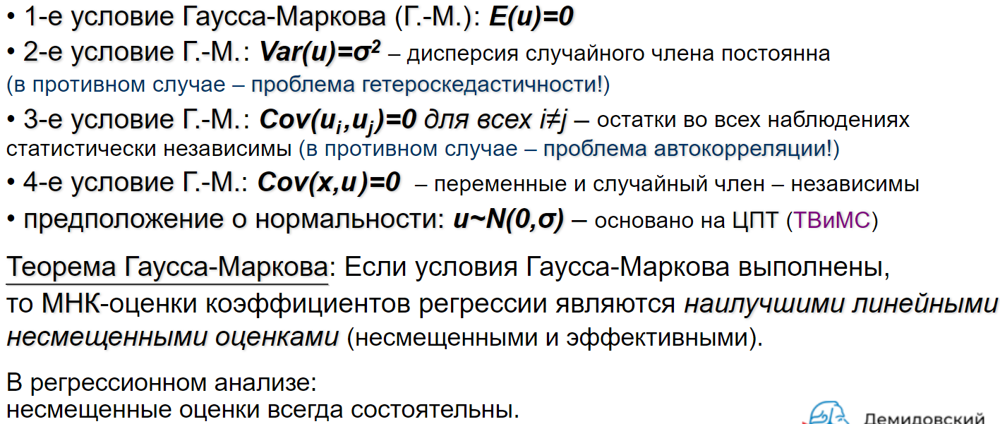 • 1-е условие Гаусса-Маркова (Г.-М.): E(u)=0
• 2-е условие Г.-М.: Var(u)=σ² – дисперсия случайного члена постоянна
(в противном случае – проблема гетероскедастичности!)
• 3-е условие Г.-М.: Cov(uᵢ,uⱼ)=0 для всех i≠j – остатки во всех наблюдениях
статистически независимы (в противном случае – проблема автокорреляции!)
• 4-е условие Г.-М.: Cov(x,u)=0 – переменные и случайный член – независимы
• предположение о нормальности: u~N(0,σ) – основано на ЦПТ (ТВиМС)
Теорема Гаусса-Маркова: Если условия Гаусса-Маркова выполнены,
то МНК-оценки коэффициентов регрессии являются наилучшими линейными
несмещенными оценками (несмещенными и эффективными).
В регрессионном анализе:
несмещенные оценки всегда состоятельны.
Демидовский